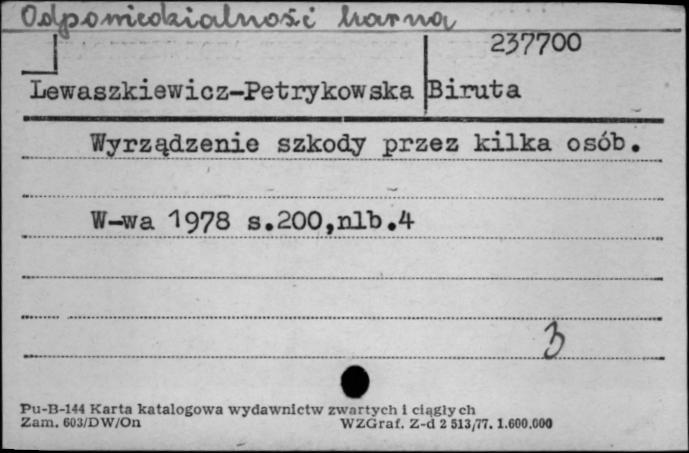 Odpowiedzialność karna
237700
Lewaszkiewicz-Petrykowska Biruta
Wyrządzenie szkody przez kilka osób.
W-wa 1978 s.200,nlb.4
3
Pu-B-144 Karta katalogowa wydawnictw zwartych i ciągłych
Zam. 603/DW/On WZGraf. Z-d 2 513/77. 1.600.000